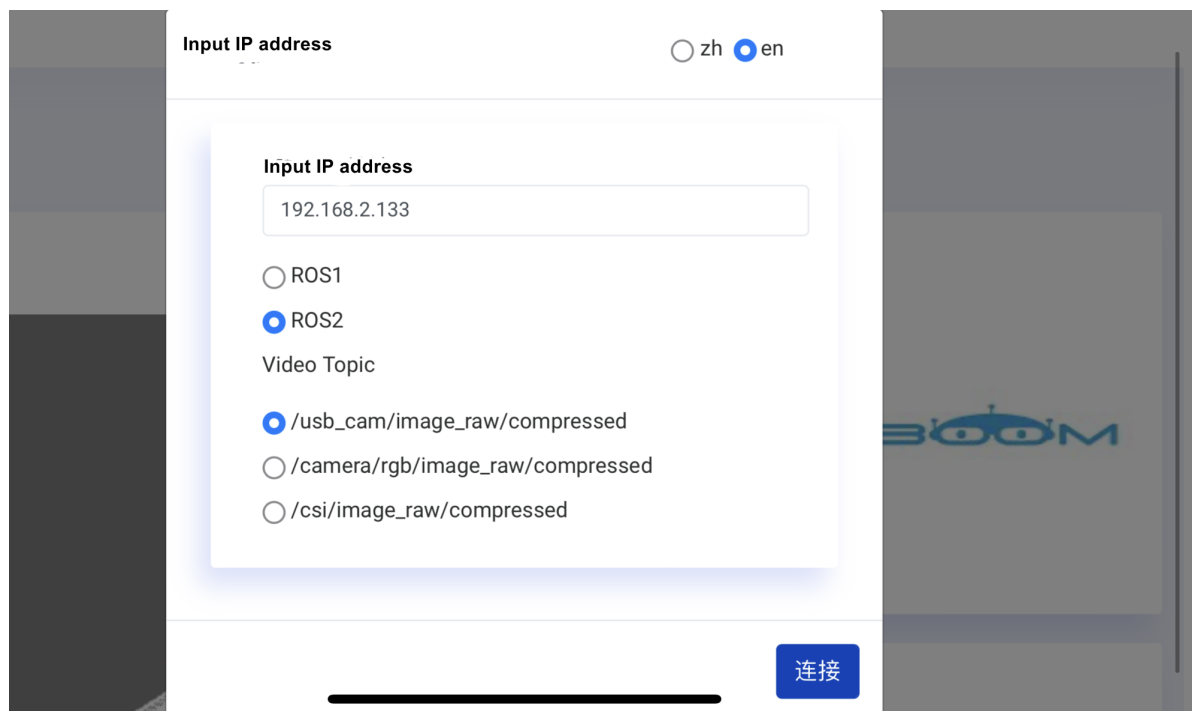 Input IP address
zh en
Input IP address
192.168.2.133
ROS1
ROS2
Video Topic
/usb_cam/image_raw/compressed
/camera/rgb/image_raw/compressed
/csi/image_raw/compressed
BOOM
连接